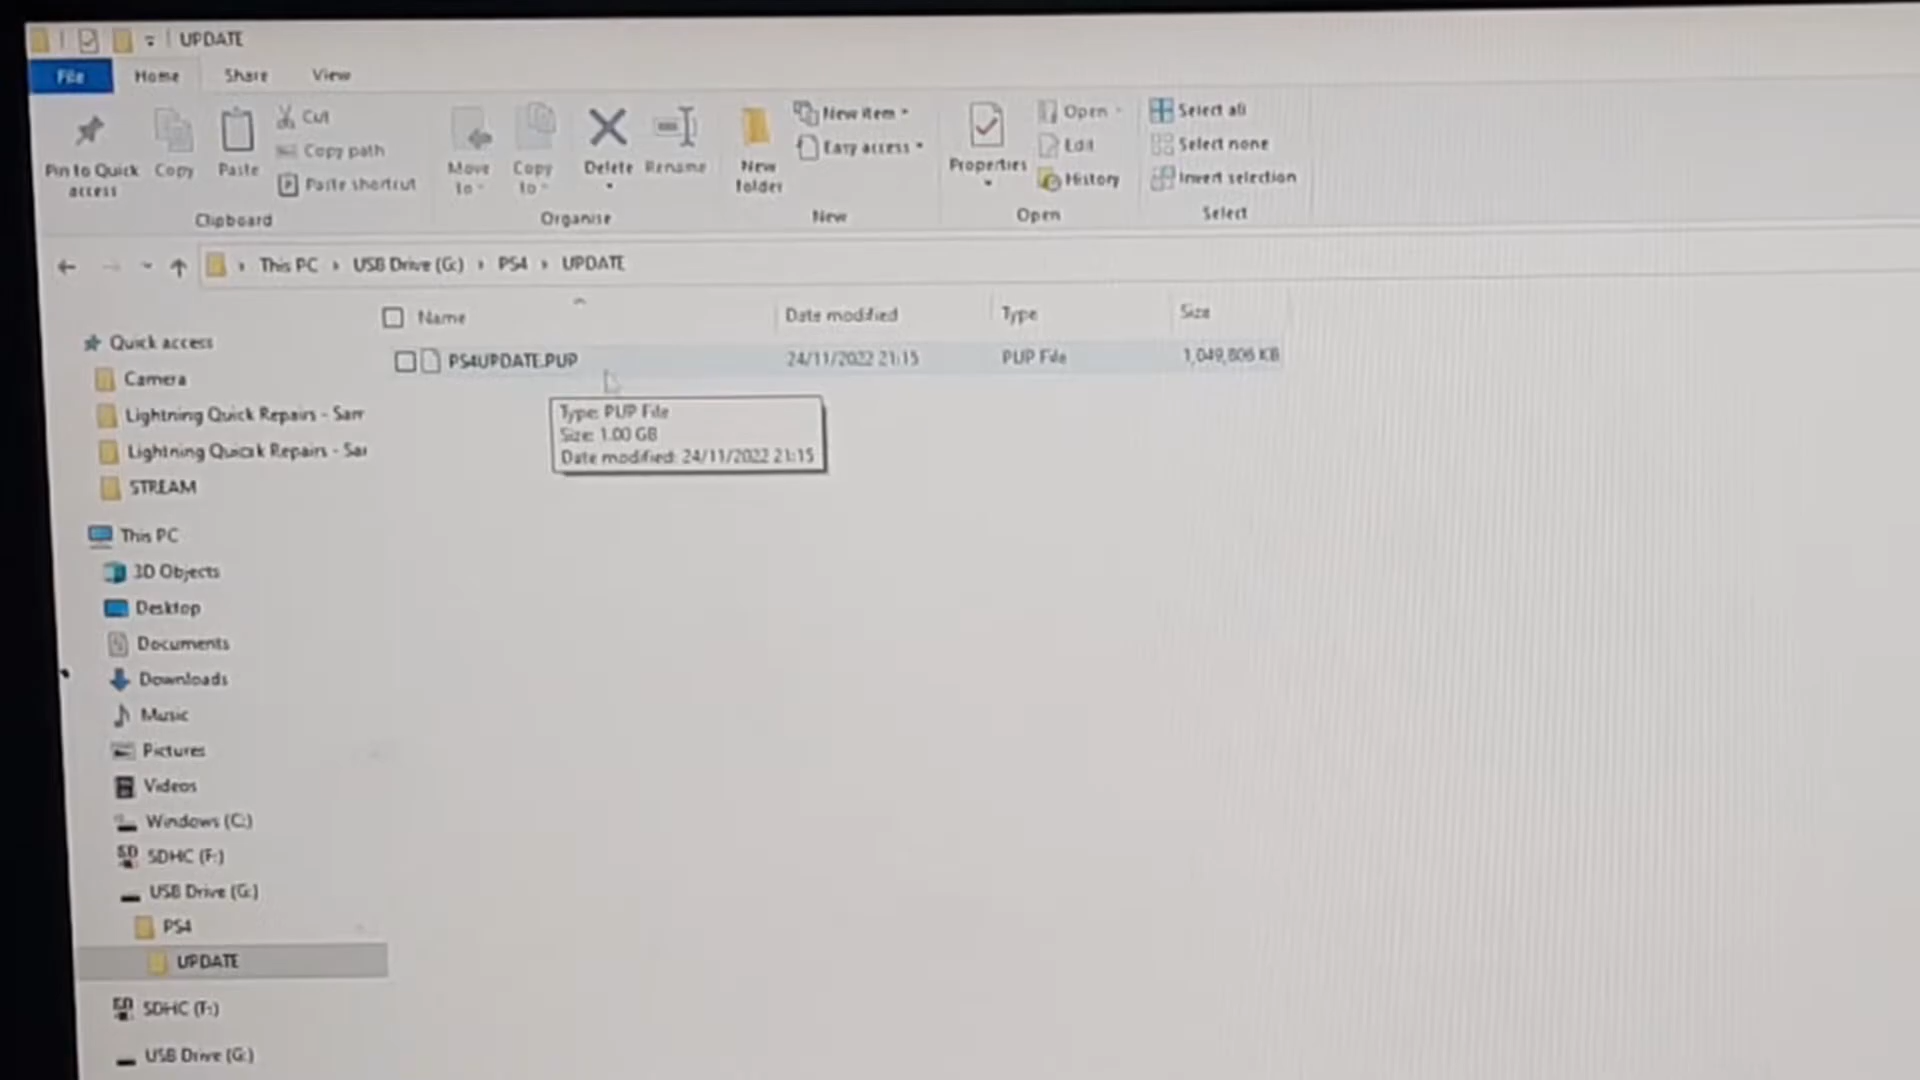 UPDATE
File Home Share View
Pin to Quick access
Copy
Paste
Cut
Copy path
Paste shortcut
Clipboard
Move to
Copy to
Delete
Rename
Organise
New folder
New item
Easy access
New
Properties
Open
Edit
History
Open
Select all
Select none
Invert selection
Select
This PC › USB Drive (G:) › PS4 › UPDATE
Name Date modified Type Size
PS4UPDATE.PUP 24/11/2022 21:15 PUP File 1,049,806 KB
Type: PUP File
Size: 1.00 GB
Date modified: 24/11/2022 21:15
Quick access
Camera
Lightning Quick Repairs - Sam
Lightning Quick Repairs - Sa
STREAM
This PC
3D Objects
Desktop
Documents
Downloads
Music
Pictures
Videos
Windows (C:)
SDHC (F:)
USB Drive (G:)
PS4
UPDATE
SDHC (F:)
USB Drive (G:)